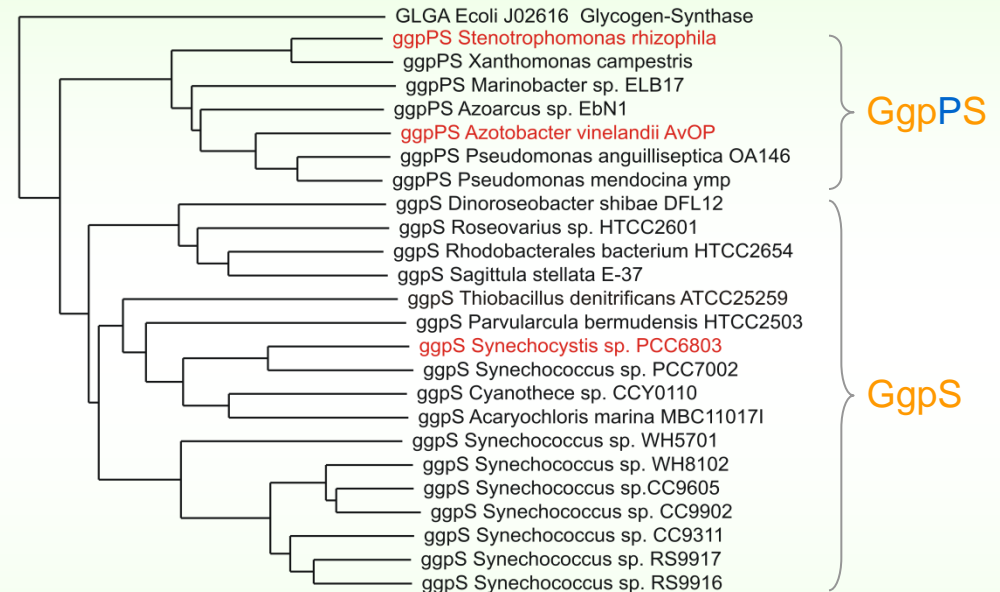 GLGA Ecoli J02616 Glycogen-Synthase
ggpPS Stenotrophomonas rhizophila
ggpPS Xanthomonas campestris
ggpPS Marinobacter sp. ELB17
ggpPS Azoarcus sp. EbN1
ggpPS Azotobacter vinelandii AvOP
ggpPS Pseudomonas anguilliseptica OA146
ggpPS Pseudomonas mendocina ymp
GgpPS
ggpS Dinoroseobacter shibae DFL12
ggpS Roseovarius sp. HTCC2601
ggpS Rhodobacterales bacterium HTCC2654
ggpS Sagittula stellata E-37
ggpS Thiobacillus denitrificans ATCC25259
ggpS Parvularcula bermudensis HTCC2503
ggpS Synechocystis sp. PCC6803
ggpS Synechococcus sp. PCC7002
ggpS Cyanothece sp. CCY0110
ggpS Acaryochloris marina MBC11017I
ggpS Synechococcus sp. WH5701
ggpS Synechococcus sp. WH8102
ggpS Synechococcus sp.CC9605
ggpS Synechococcus sp. CC9902
ggpS Synechococcus sp. CC9311
ggpS Synechococcus sp. RS9917
ggpS Synechococcus sp. RS9916
GgpS